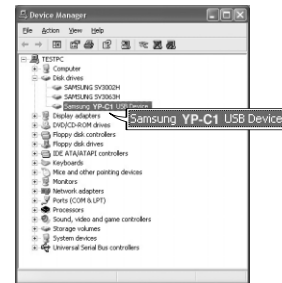 Device Manager
File Action View Help
TESTPC
Computer
Disk drives
SAMSUNG SV3002H
SAMSUNG SV3063H
Samsung YP-C1 USB Device
Display adapters
Samsung YP-C1 USB Device
DVD/CD-ROM drives
Floppy disk controllers
Floppy disk drives
IDE ATA/ATAPI controllers
Keyboards
Mice and other pointing devices
Monitors
Network adapters
Ports (COM & LPT)
Processors
Sound, video and game controllers
Storage volumes
System devices
Universal Serial Bus controllers